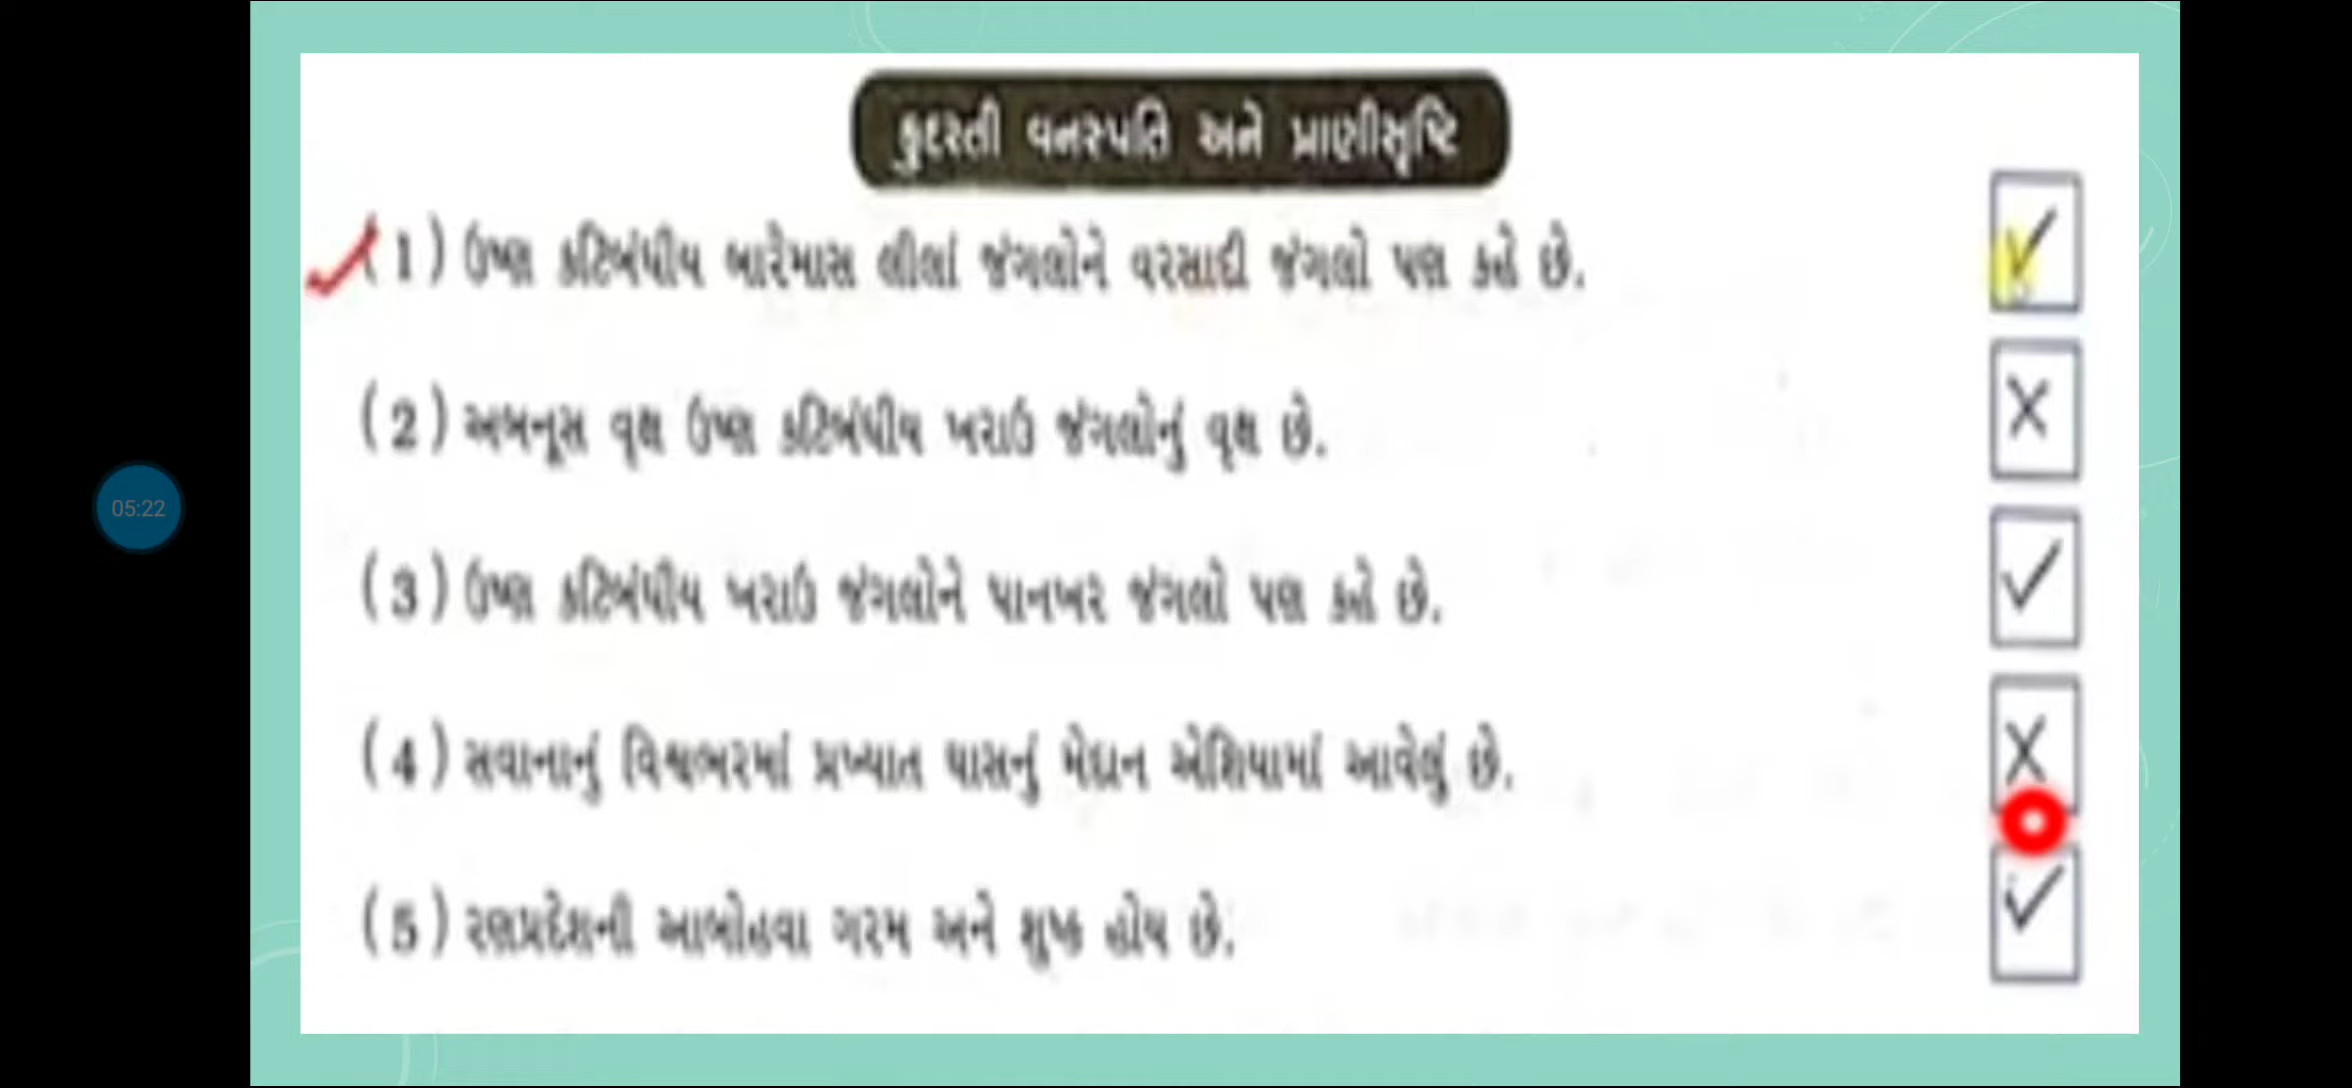 કુદરતી વનસ્પતિ અને પ્રાણીસૃષ્ટિ
(1) ઉષ્ણ કટિબંધીય બારેમાસ લીલાં જંગલોને વરસાદી જંગલો પણ કહે છે.
(2) અબનૂસ વૃક્ષ ઉષ્ણ કટિબંધીય ખરાઉ જંગલોનું વૃક્ષ છે.
(3) ઉષ્ણ કટિબંધીય ખરાઉ જંગલોને પાનખર જંગલો પણ કહે છે.
05:22
(4) સવાનાનું વિશ્વભરમાં પ્રખ્યાત ઘાસનું મેદાન એશિયામાં આવેલું છે.
(5) રણપ્રદેશની આબોહવા ગરમ અને શુષ્ક હોય છે.